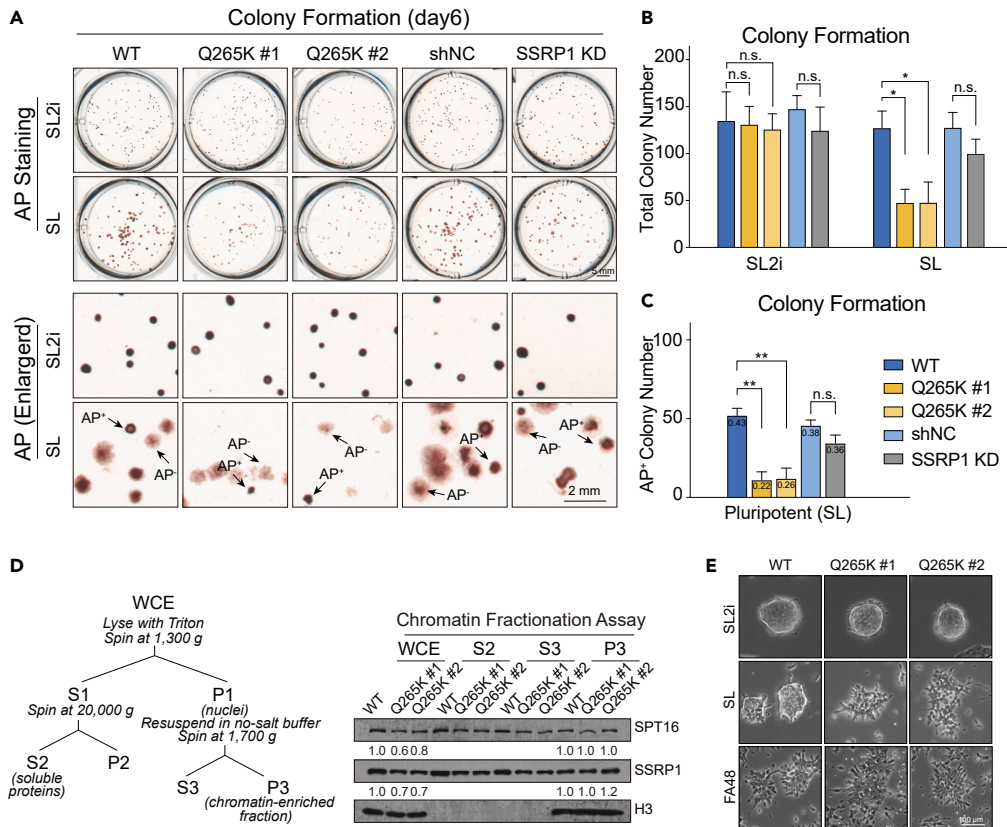 A
Colony Formation (day6)
WT Q265K #1 Q265K #2 shNC SSRP1 KD
AP Staining
SL2i
SL
5 mm
AP (Enlargerd)
SL2i
SL
AP+
AP-
AP-
AP+
AP-
AP+
AP+
AP-
AP-
AP+
2 mm
B
Colony Formation
Total Colony Number
200
150
100
50
0
n.s.
n.s.
n.s.
*
*
n.s.
SL2i SL
C
Colony Formation
AP+ Colony Number
100
50
0
**
**
n.s.
0.43 0.22 0.26 0.38 0.36
Pluripotent (SL)
WT
Q265K #1
Q265K #2
shNC
SSRP1 KD
D
WCE
Lyse with Triton
Spin at 1,300 g
S1
Spin at 20,000 g
P1
(nuclei)
Resuspend in no-salt buffer
Spin at 1,700 g
S2
(soluble
proteins)
P2
S3
P3
(chromatin-enriched
fraction)
Chromatin Fractionation Assay
WCE S2 S3 P3
WT Q265K #1 Q265K #2 WT Q265K #1 Q265K #2 WT Q265K #1 Q265K #2 WT Q265K #1 Q265K #2
SPT16
1.0 0.6 0.8 1.0 1.0 1.0
SSRP1
1.0 0.7 0.7 1.0 1.0 1.2
H3
E
WT Q265K #1 Q265K #2
SL2i
SL
FA48
100 μm